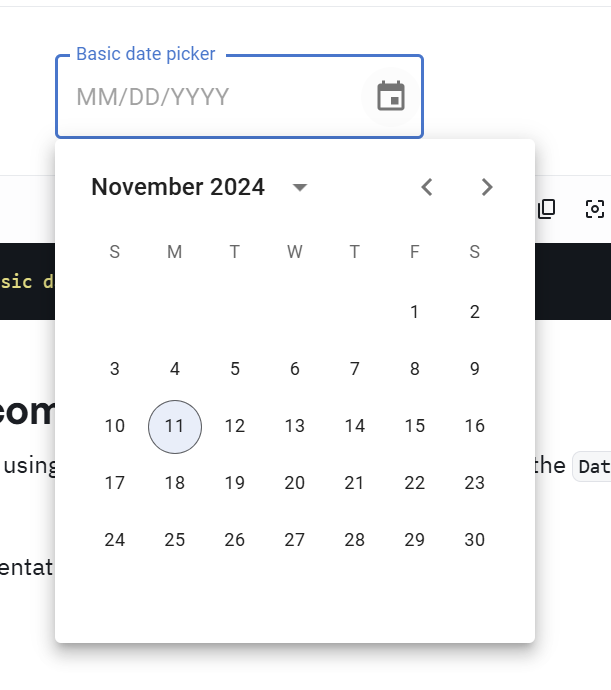 Basic date picker
MM/DD/YYYY
November 2024
S M T W T F S
1 2
3 4 5 6 7 8 9
sic d
10 11 12 13 14 15 16
com
using
the Dat
17 18 19 20 21 22 23
24 25 26 27 28 29 30
entat